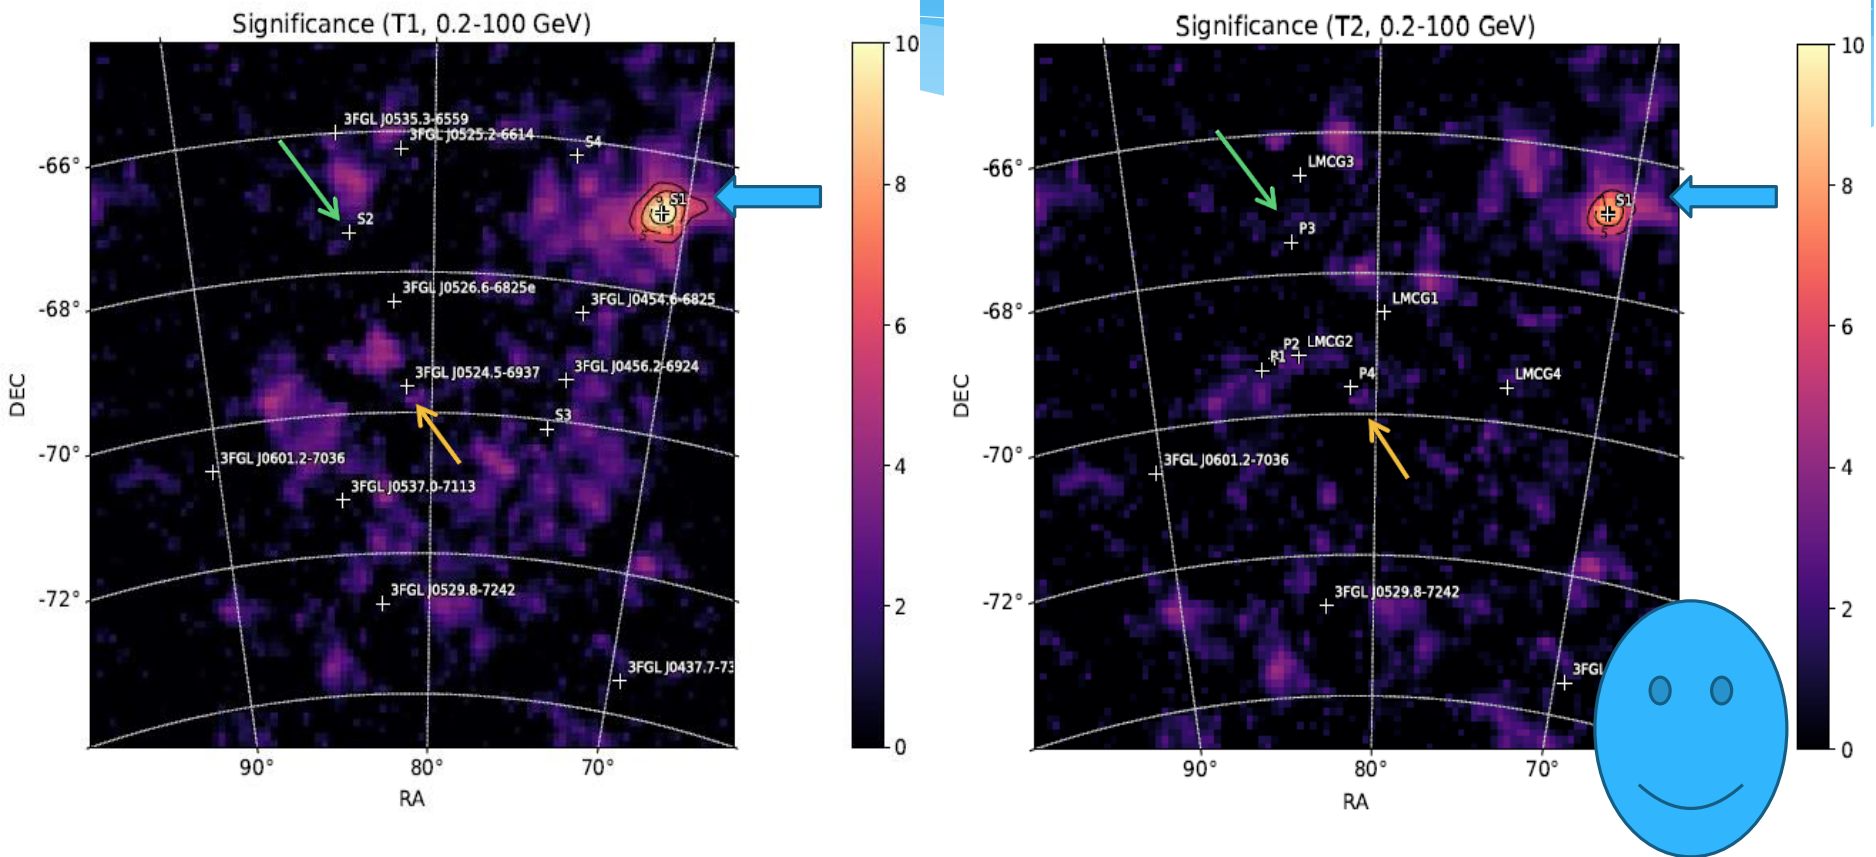 Significance (T1, 0.2-100 GeV)
10
8
6
4
2
0
-66°
-68°
-70°
-72°
DEC
3FGL J0535.3-6559
3FGL J0525.2-6614
S4
S1
S2
3FGL J0526.6-6825e
3FGL J0454.6-6825
3FGL J0524.5-6937
3FGL J0456.2-6924
S3
3FGL J0601.2-7036
3FGL J0537.0-7113
3FGL J0529.8-7242
3FGL J0437.7-73
90°
80°
70°
RA
Significance (T2, 0.2-100 GeV)
10
8
6
4
2
0
-66°
-68°
-70°
-72°
DEC
LMCG3
S1
P3
LMCG1
P2
LMCG2
P1
P4
LMCG4
3FGL J0601.2-7036
3FGL J0529.8-7242
3FGL
90°
80°
70°
RA